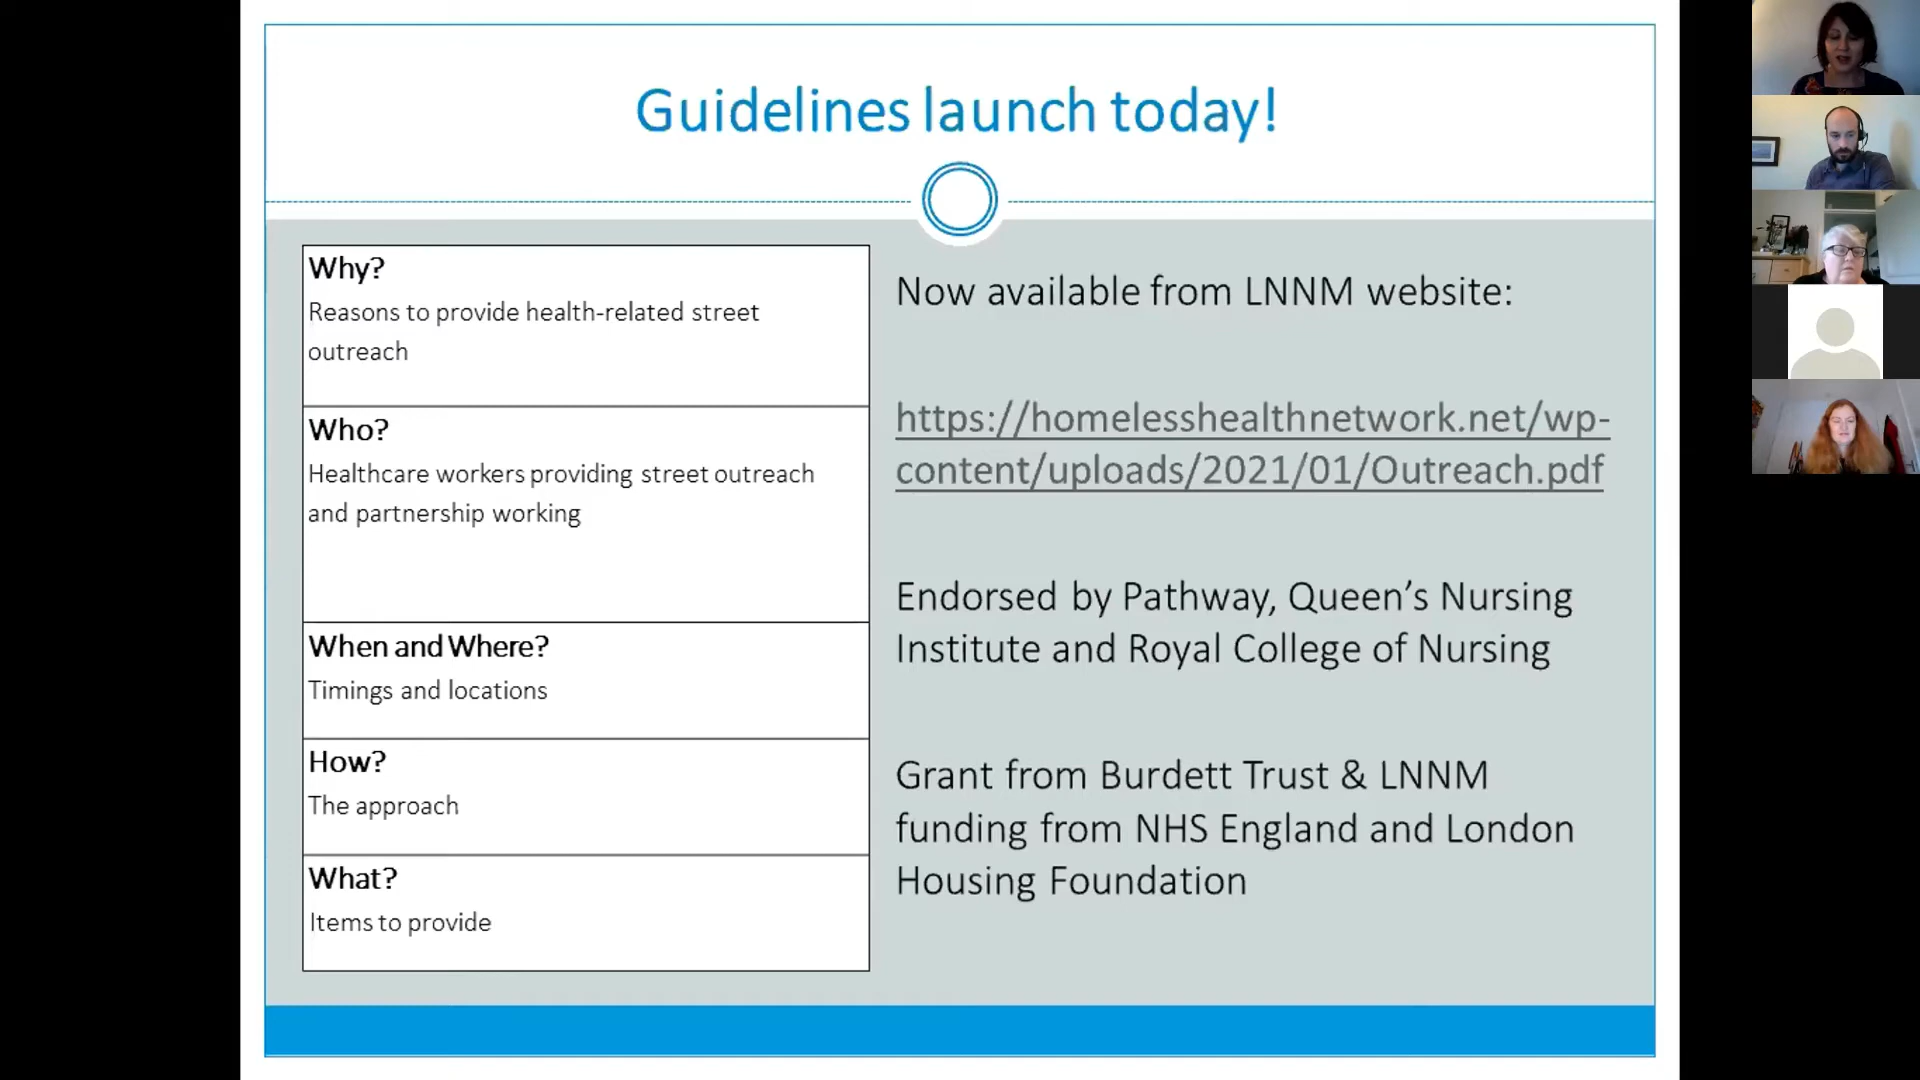 Guidelines launch today!
Why?
Reasons to provide health-related street
outreach
Who?
Healthcare workers providing street outreach
and partnership working
When and Where?
Timings and locations
How?
The approach
What?
Items to provide
Now available from LNNM website:
https://homelesshealthnetwork.net/wp-
content/uploads/2021/01/Outreach.pdf
Endorsed by Pathway, Queen’s Nursing
Institute and Royal College of Nursing
Grant from Burdett Trust & LNNM
funding from NHS England and London
Housing Foundation